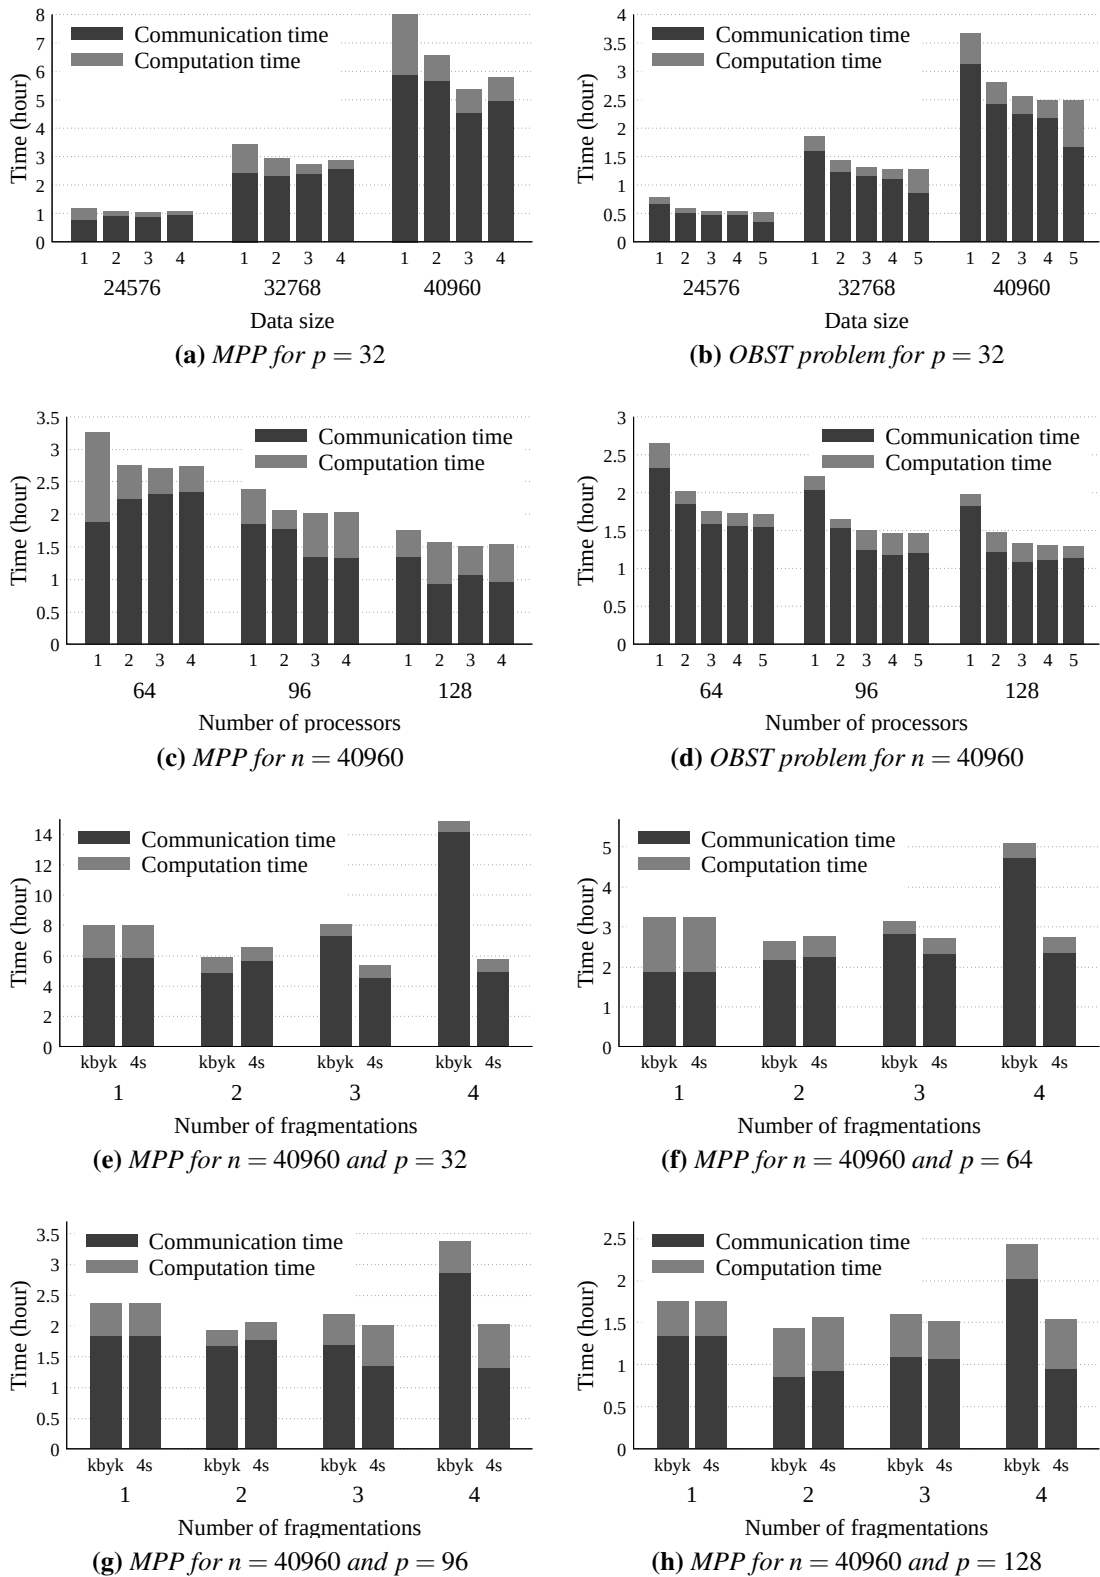 8
7
6
5
4
3
2
1
0
Time (hour)
Communication time
Computation time
1 2 3 4 1 2 3 4 1 2 3 4
24576 32768 40960
Data size
(a) MPP for p = 32
4
3.5
3
2.5
2
1.5
1
0.5
0
Time (hour)
Communication time
Computation time
1 2 3 4 5 1 2 3 4 5 1 2 3 4 5
24576 32768 40960
Data size
(b) OBST problem for p = 32
3.5
3
2.5
2
1.5
1
0.5
0
Time (hour)
Communication time
Computation time
1 2 3 4 1 2 3 4 1 2 3 4
64 96 128
Number of processors
(c) MPP for n = 40960
3
2.5
2
1.5
1
0.5
0
Time (hour)
Communication time
Computation time
1 2 3 4 5 1 2 3 4 5 1 2 3 4 5
64 96 128
Number of processors
(d) OBST problem for n = 40960
14
12
10
8
6
4
2
0
Time (hour)
Communication time
Computation time
kbyk 4s kbyk 4s kbyk 4s kbyk 4s
1 2 3 4
Number of fragmentations
(e) MPP for n = 40960 and p = 32
5
4
3
2
1
0
Time (hour)
Communication time
Computation time
kbyk 4s kbyk 4s kbyk 4s kbyk 4s
1 2 3 4
Number of fragmentations
(f) MPP for n = 40960 and p = 64
3.5
3
2.5
2
1.5
1
0.5
0
Time (hour)
Communication time
Computation time
kbyk 4s kbyk 4s kbyk 4s kbyk 4s
1 2 3 4
Number of fragmentations
(g) MPP for n = 40960 and p = 96
2.5
2
1.5
1
0.5
0
Time (hour)
Communication time
Computation time
kbyk 4s kbyk 4s kbyk 4s kbyk 4s
1 2 3 4
Number of fragmentations
(h) MPP for n = 40960 and p = 128